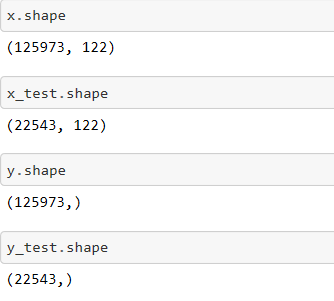 x.shape
(125973, 122)
x_test.shape
(22543, 122)
y.shape
(125973,)
y_test.shape
(22543,)